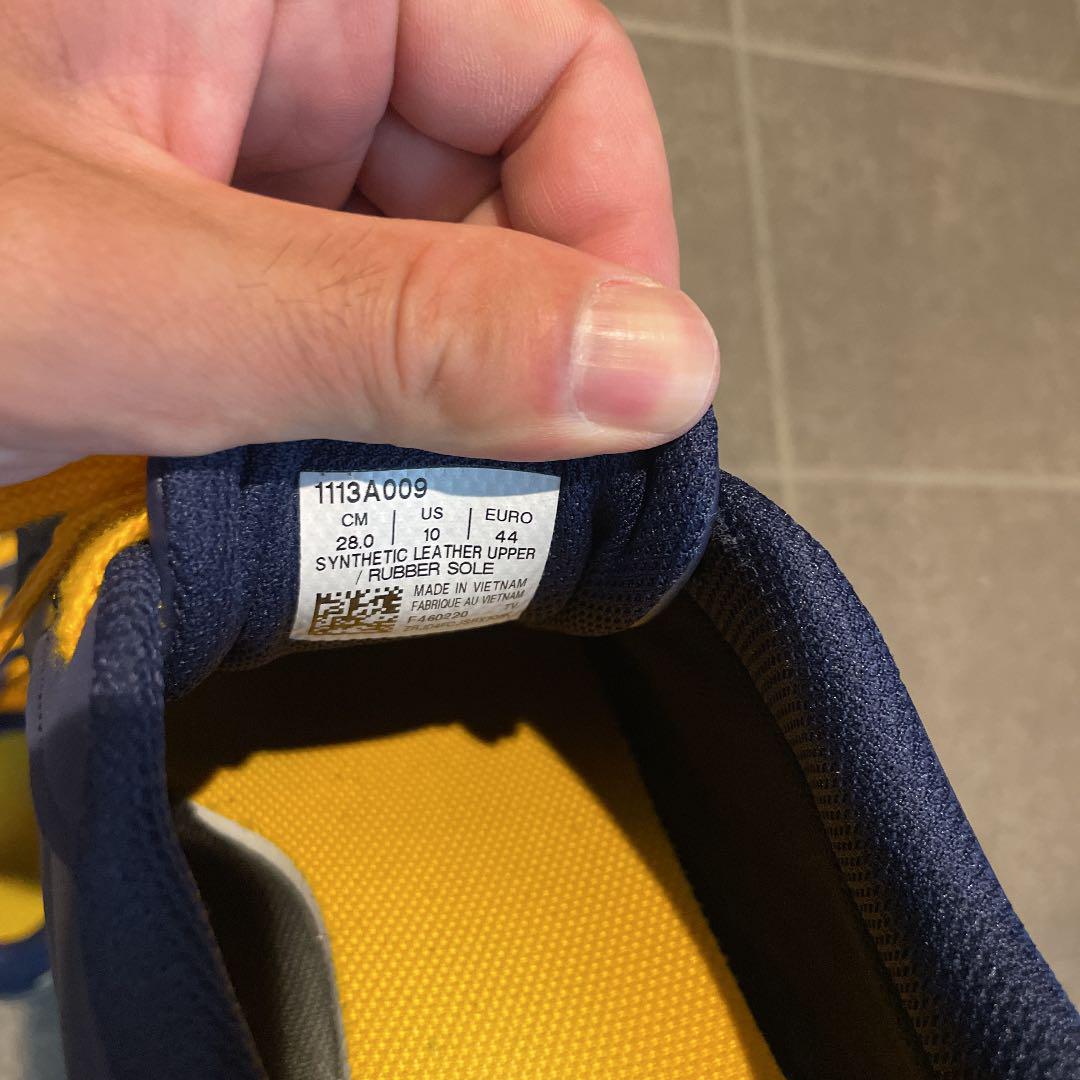 1113A009
CM | US | EURO
28.0 | 10 | 44
SYNTHETIC LEATHER UPPER
/ RUBBER SOLE
MADE IN VIETNAM
FABRIQUE AU VIETNAM
F460220 TV